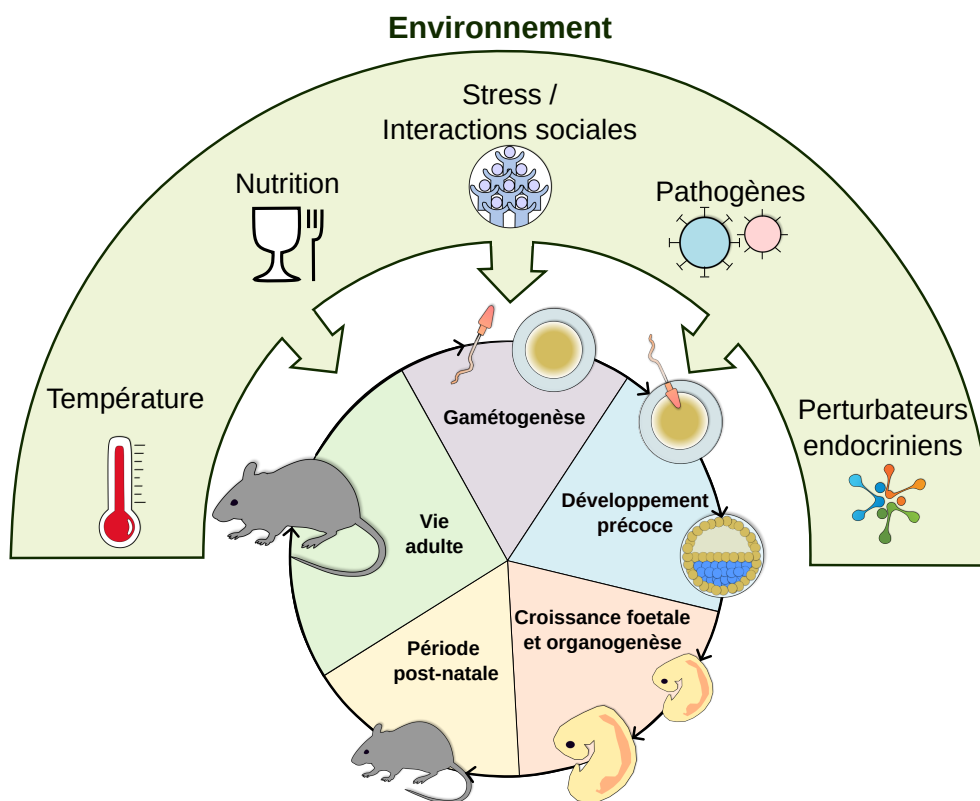 Environnement
Stress /
Interactions sociales
Nutrition
Pathogènes
Température
Perturbateurs
endocriniens
Gamétogenèse
Développement
précoce
Vie
adulte
Croissance foetale
et organogenèse
Période
post-natale